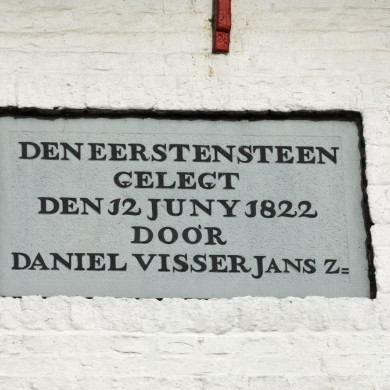 DEN EERSTEN STEEN
GELEGT
DEN 12 JUNY 1822
DOOR
DANIEL VISSER JANS Z=